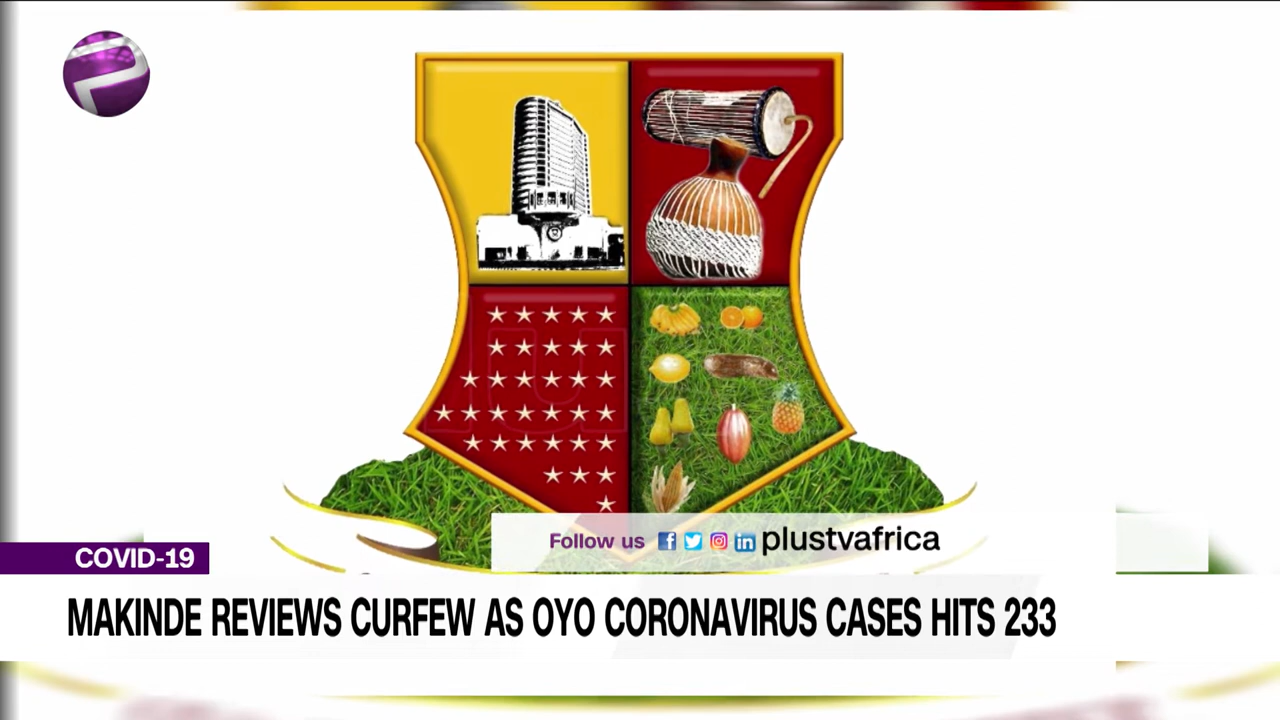 Follow us plustvafrica
COVID-19
MAKINDE REVIEWS CURFEW AS OYO CORONAVIRUS CASES HITS 233